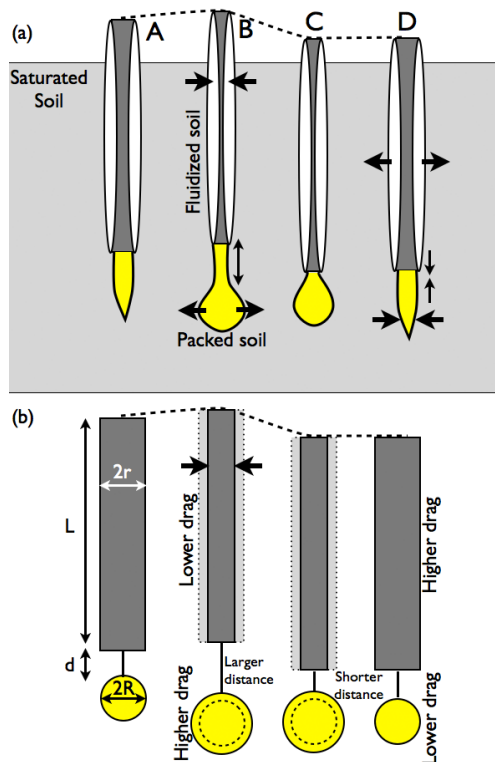 (a)
A
B
C
D
Saturated
Soil
Fluidized soil
Packed soil
(b)
2r
L
d
2R
Lower drag
Higher drag
Larger
distance
Higher drag
Shorter
distance
Lower drag